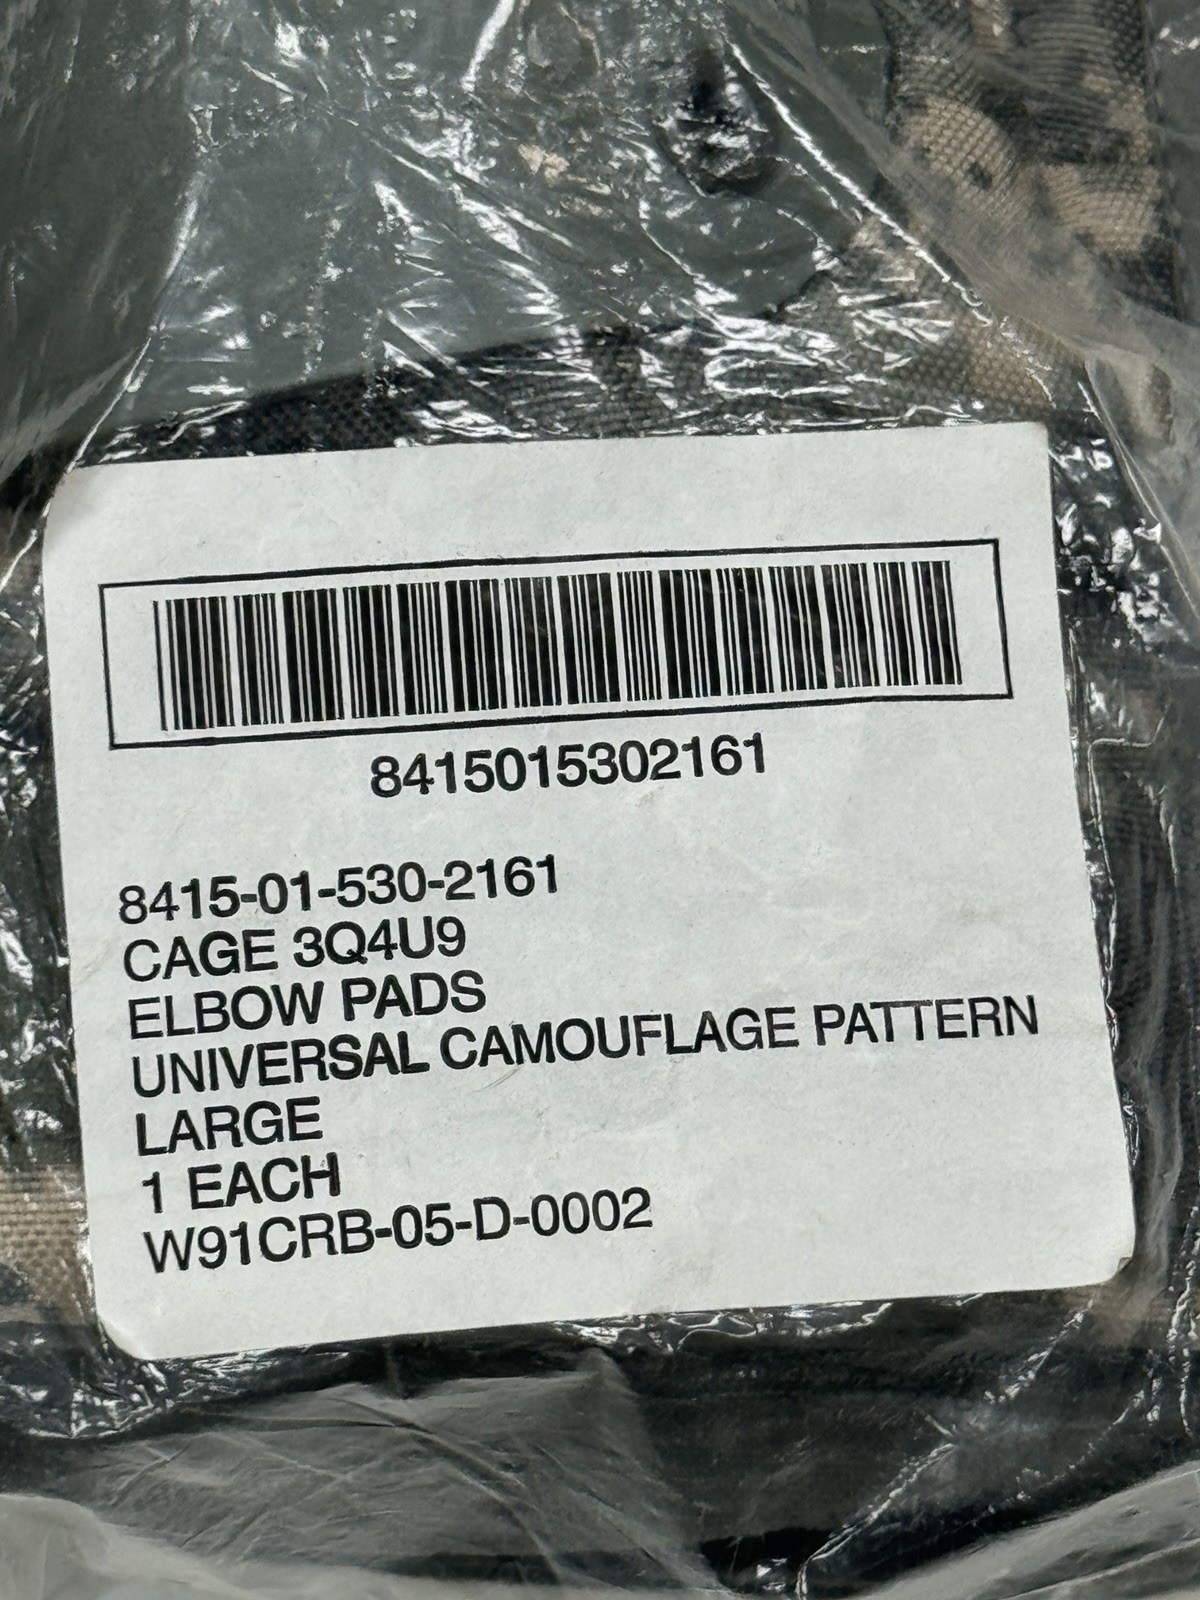 8415015302161
8415-01-530-2161
CAGE 3Q4U9
ELBOW PADS
UNIVERSAL CAMOUFLAGE PATTERN
LARGE
1 EACH
W91CRB-05-D-0002